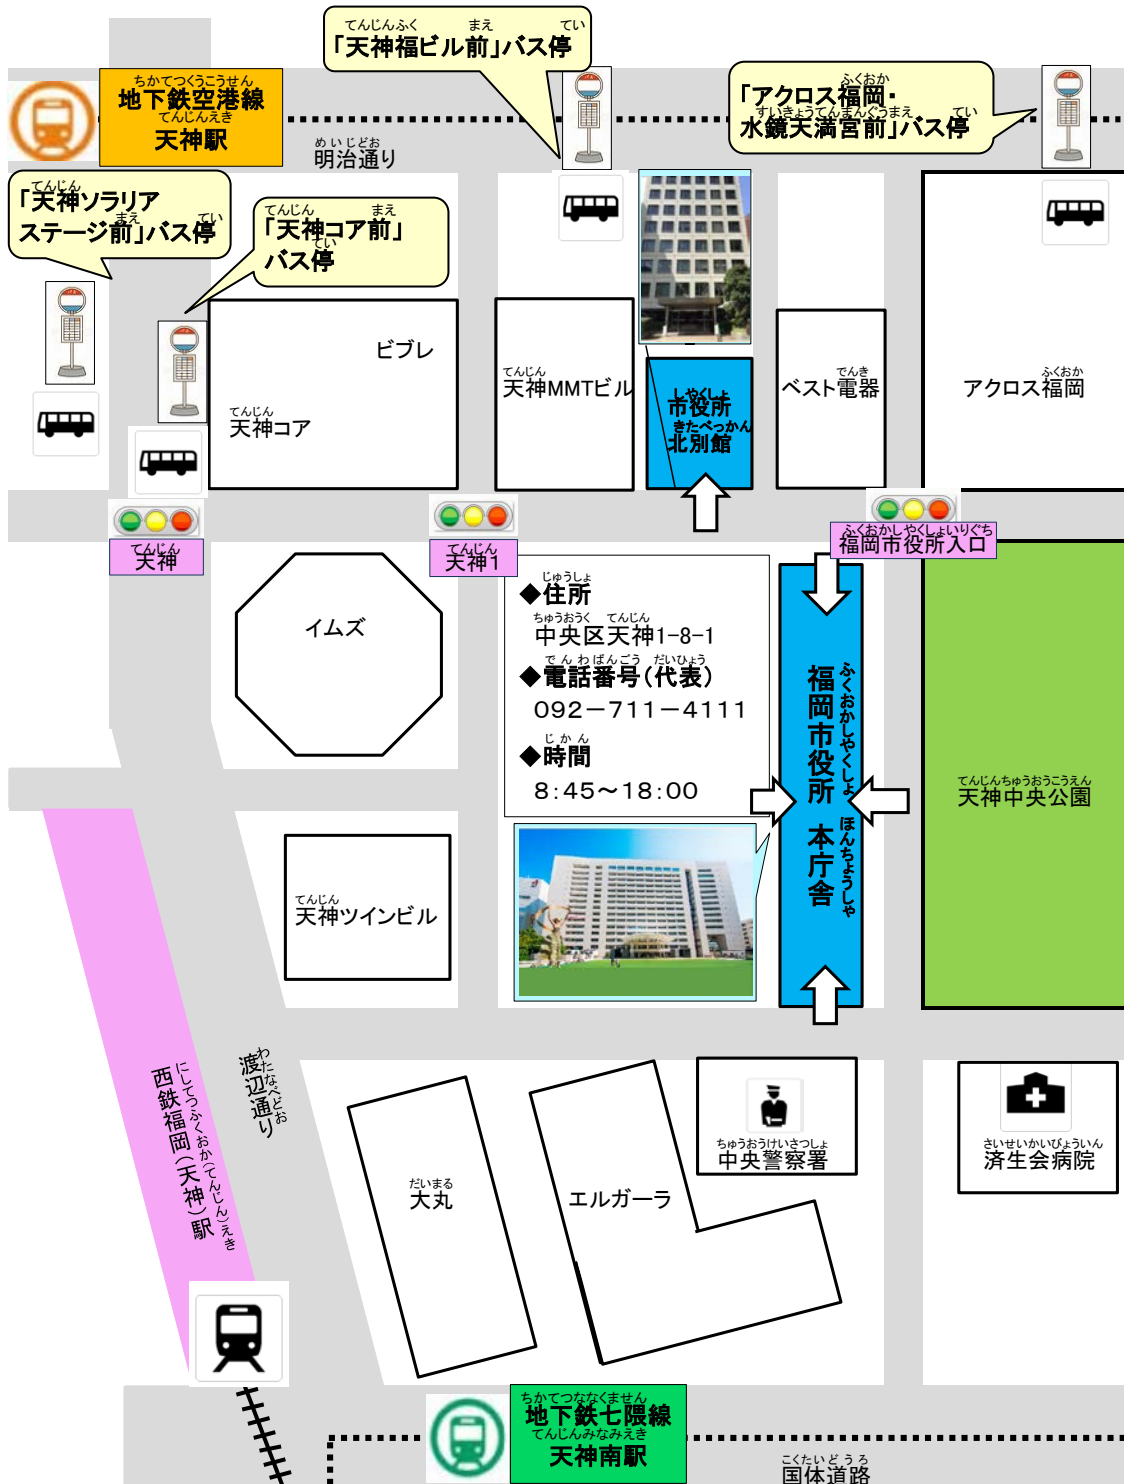 てんじんふく まえ てい
「天神福ビル前」バス停
ちかてつくうこうせん
地下鉄空港線
てんじんえき
天神駅
ふくおか
「アクロス福岡・
すいきょうてんまんぐうまえ てい
水鏡天満宮前」バス停
めいじどお
明治通り
てんじん
「天神ソラリア
まえ てい
ステージ前」バス停
てんじん まえ
「天神コア前」
てい
バス停
ビブレ
てんじん
天神コア
てんじん
天神MMTビル
しやくしょ
市役所
きたべっかん
北別館
でんき
ベスト電器
ふくおか
アクロス福岡
てんじん
天神
てんじん
天神1
ふくおかしやくしょいりぐち
福岡市役所入口
イムズ
じゅうしょ
◆住所
ちゅうおうく てんじん
中央区天神1-8-1
でんわばんごう だいひょう
◆電話番号(代表)
092-711-4111
じかん
◆時間
8:45~18:00
ふくおかしやくしょ ほんちょうしゃ
福岡市役所 本庁舎
てんじんちゅうおうこうえん
天神中央公園
てんじん
天神ツインビル
わたなべどお
渡辺通り
にしてつふくおか(てんじん)えき
西鉄福岡(天神)駅
だいまる
大丸
エルガーラ
ちゅうおうけいさつしょ
中央警察署
さいせいかいびょういん
済生会病院
ちかてつななくません
地下鉄七隈線
てんじんみなみえき
天神南駅
こくたいどうろ
国体道路